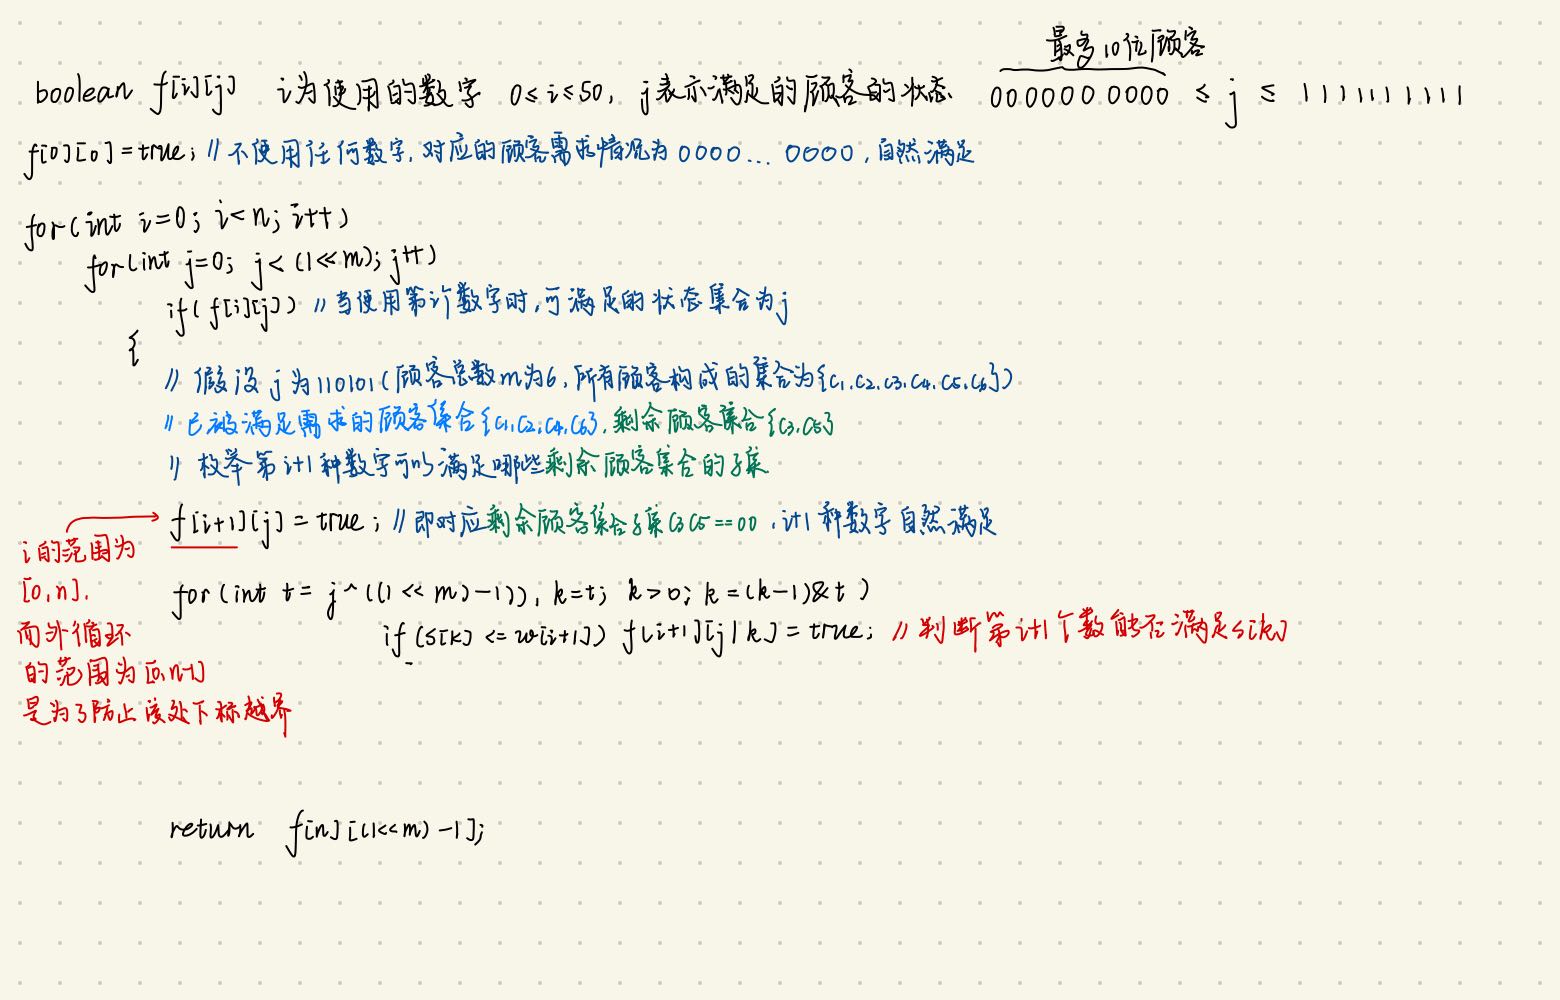 最多10位顾客
boolean f[i][j] i为使用的数字 0≤i≤50, j表示满足的顾客的状态 0000000000 ≤ j ≤ 1111111111
f[0][0]=true; //不使用任何数字,对应的顾客需求情况为0000...0000,自然满足
for(int i=0; i<n; i++)
for(int j=0; j<(1<<m); j++)
if(f[i][j]) //当使用第i个数字时,可满足的状态集合为j
{
// 假设j为110101(顾客总数m为6,所有顾客构成的集合为{c1,c2,c3,c4,c5,c6})
// 已被满足需求的顾客集合{c1,c2,c4,c6},剩余顾客集合{c3,c5}
// 枚举第i+1种数字可以满足哪些剩余顾客集合的子集
f[i+1][j]=true; //即对应剩余顾客集合子集c3c5==00,i+1种数字自然满足
i的范围为
[0,n],
而外循环
的范围为[0,n-1]
是为了防止该处下标越界
for(int t=j^((1<<m)-1)), k=t; k>0; k=(k-1)&t)
if(s[k]<=w[i+1]) f[i+1][j|k]=true; //判断第i+1个数能否满足s[k]
return f[n][(1<<m)-1];